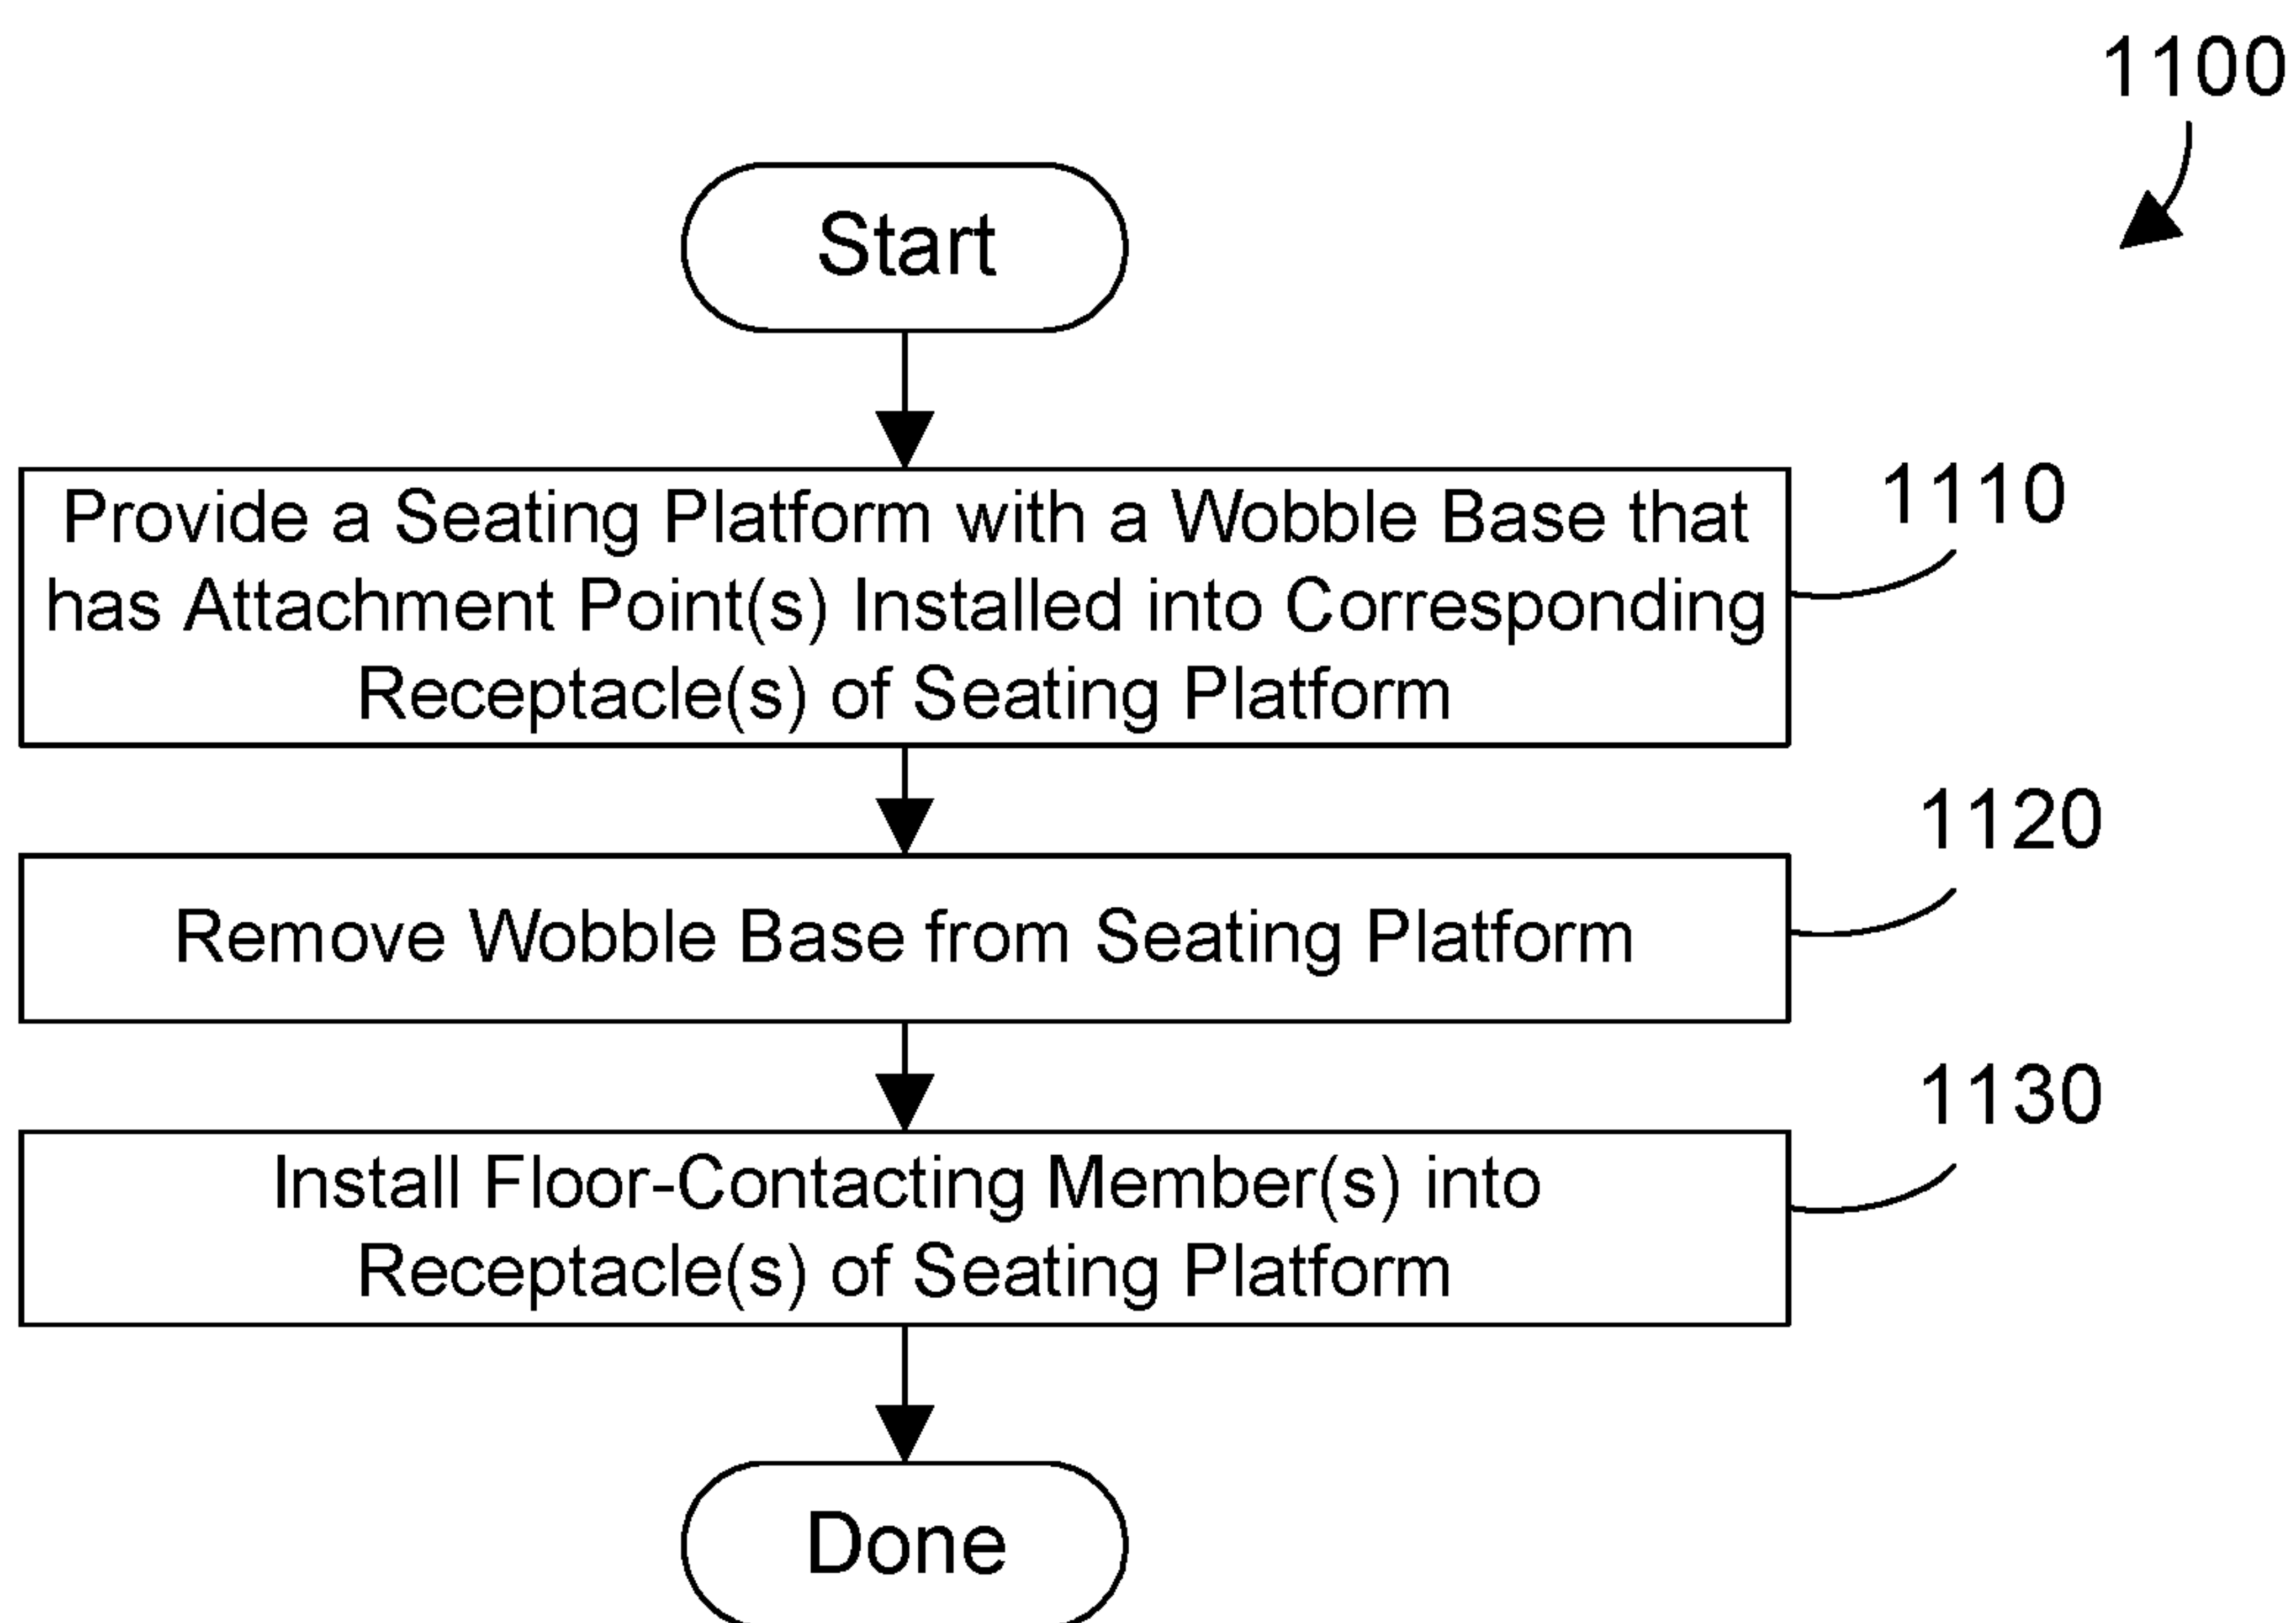 1100
Start
Provide a Seating Platform with a Wobble Base that
has Attachment Point(s) Installed into Corresponding
Receptacle(s) of Seating Platform
1110
Remove Wobble Base from Seating Platform
1120
Install Floor-Contacting Member(s) into
Receptacle(s) of Seating Platform
1130
Done